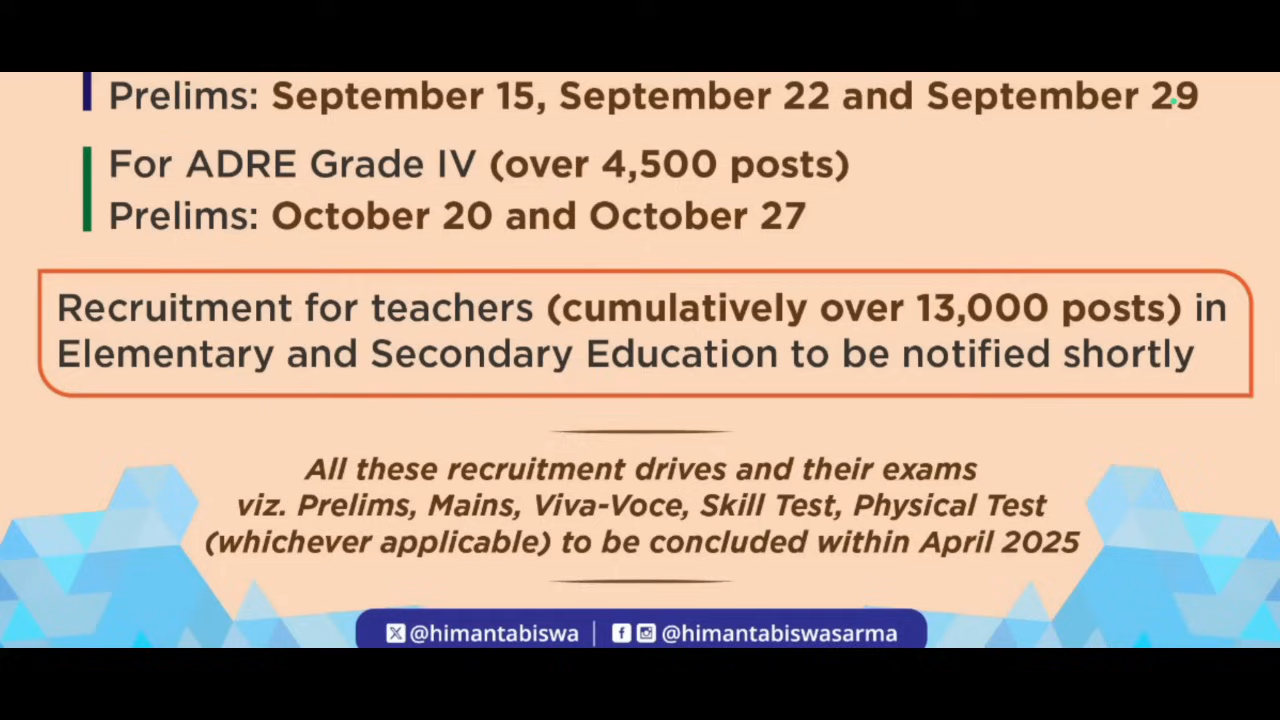 Prelims: September 15, September 22 and September 29
For ADRE Grade IV (over 4,500 posts)
Prelims: October 20 and October 27
Recruitment for teachers (cumulatively over 13,000 posts) in
Elementary and Secondary Education to be notified shortly
All these recruitment drives and their exams
viz. Prelims, Mains, Viva-Voce, Skill Test, Physical Test
(whichever applicable) to be concluded within April 2025
@himantabiswa | @himantabiswasarma